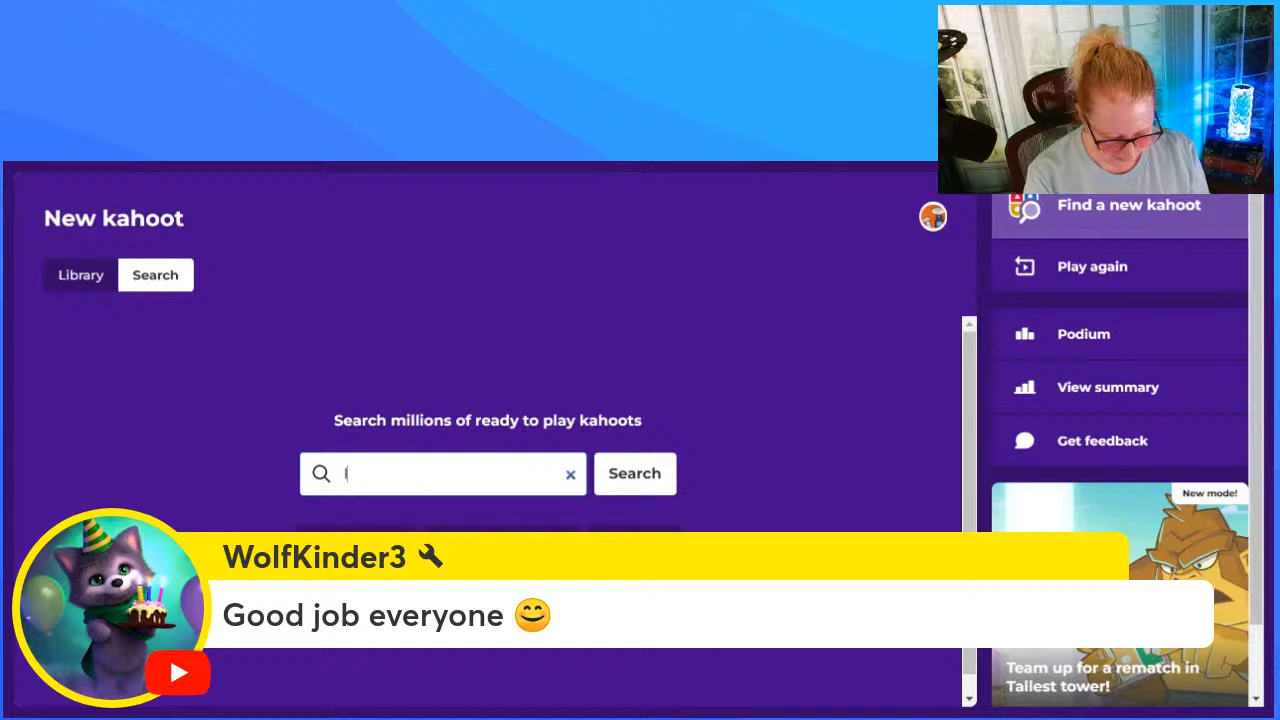 New kahoot
Library
Search
Search millions of ready to play kahoots
Search
Find a new kahoot
Play again
Podium
View summary
Get feedback
New mode!
Team up for a rematch in
Tallest tower!
WolfKinder3
Good job everyone 😊